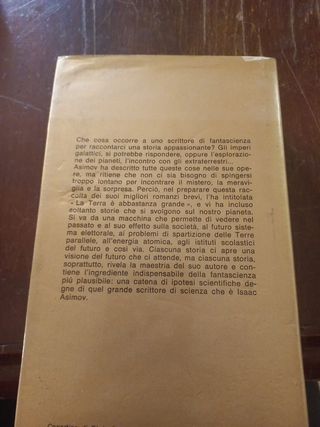 Che cosa occorre a uno scrittore di fantascienza
per raccontarci una storia appassionante? Gli imperi
galattici, si potrebbe rispondere, oppure l'esplorazio-
ne dei pianeti, l'incontro con gli extraterrestri...
Asimov ha descritto tutte queste cose nelle sue ope-
re, ma ritiene che non ci sia bisogno di spingersi
troppo lontano per incontrare il mistero, la meravi-
glia e la sorpresa. Perciò, nel preparare questa rac-
colta dei suoi migliori romanzi brevi, l'ha intitolata
« La Terra è abbastanza grande », e vi ha incluso
soltanto storie che si svolgono sul nostro pianeta.
Si va da una macchina che permette di vedere nel
passato e al suo effetto sulla società, al futuro siste-
ma elettorale, ai problemi di spartizione delle Terre
parallele, all'energia atomica, agli istituti scolastici
del futuro e così via. Ciascuna storia ci apre una
visione del futuro che ci attende, ma ciascuna storia,
soprattutto, rivela la maestria del suo autore e con-
tiene l'ingrediente indispensabile della fantascienza
più plausibile: una catena di ipotesi scientifiche de-
gne di quel grande scrittore di scienza che è Isaac
Asimov.